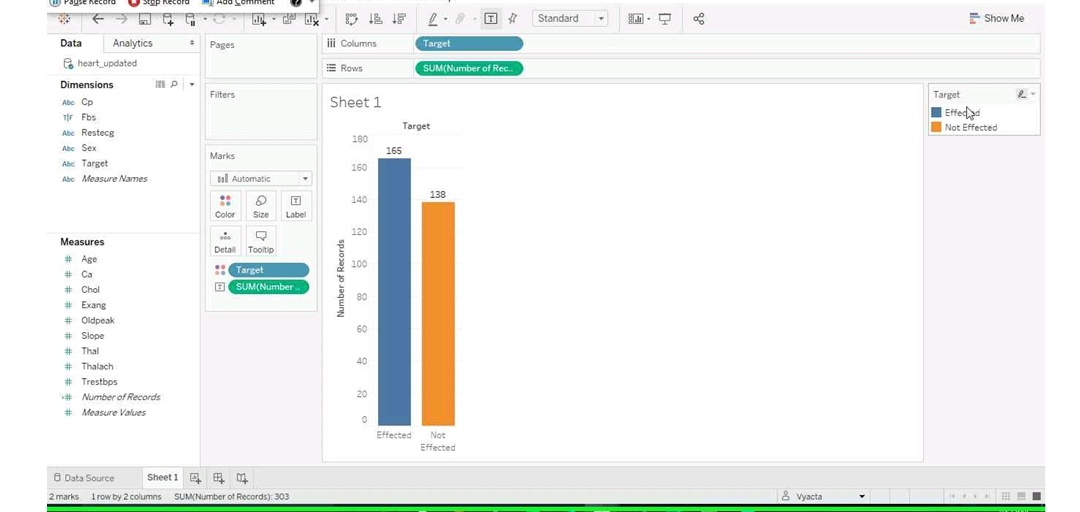 Pause Record Stop Record Add Comment
Standard
Show Me
Data Analytics
heart_updated
Dimensions
Abc Cp
T|F Fbs
Abc Restecg
Abc Sex
Abc Target
Abc Measure Names
Measures
# Age
# Ca
# Chol
# Exang
# Oldpeak
# Slope
# Thal
# Thalach
# Trestbps
# Number of Records
# Measure Values
Pages
Filters
Marks
Automatic
Color Size Label
Detail Tooltip
Target
SUM(Number ..
Columns Target
Rows SUM(Number of Rec..
Sheet 1
Target
180
160
140
120
100
80
60
40
20
0
Number of Records
165
138
Effected
Not
Effected
Target
Effected
Not Effected
Data Source Sheet 1
2 marks 1 row by 2 columns SUM(Number of Records): 303
Vyacta